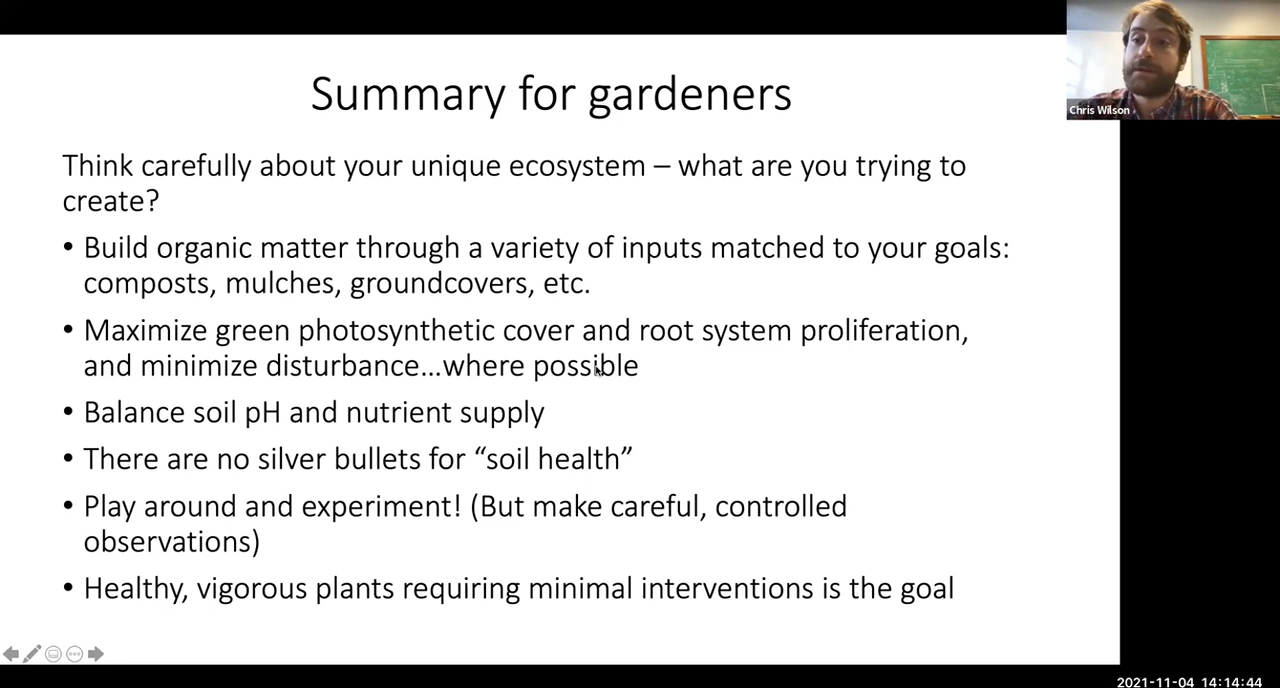 Summary for gardeners
Think carefully about your unique ecosystem – what are you trying to
create?
• Build organic matter through a variety of inputs matched to your goals:
composts, mulches, groundcovers, etc.
• Maximize green photosynthetic cover and root system proliferation,
and minimize disturbance...where possible
• Balance soil pH and nutrient supply
• There are no silver bullets for “soil health”
• Play around and experiment! (But make careful, controlled
observations)
• Healthy, vigorous plants requiring minimal interventions is the goal
Chris Wilson
2021-11-04 14:14:44